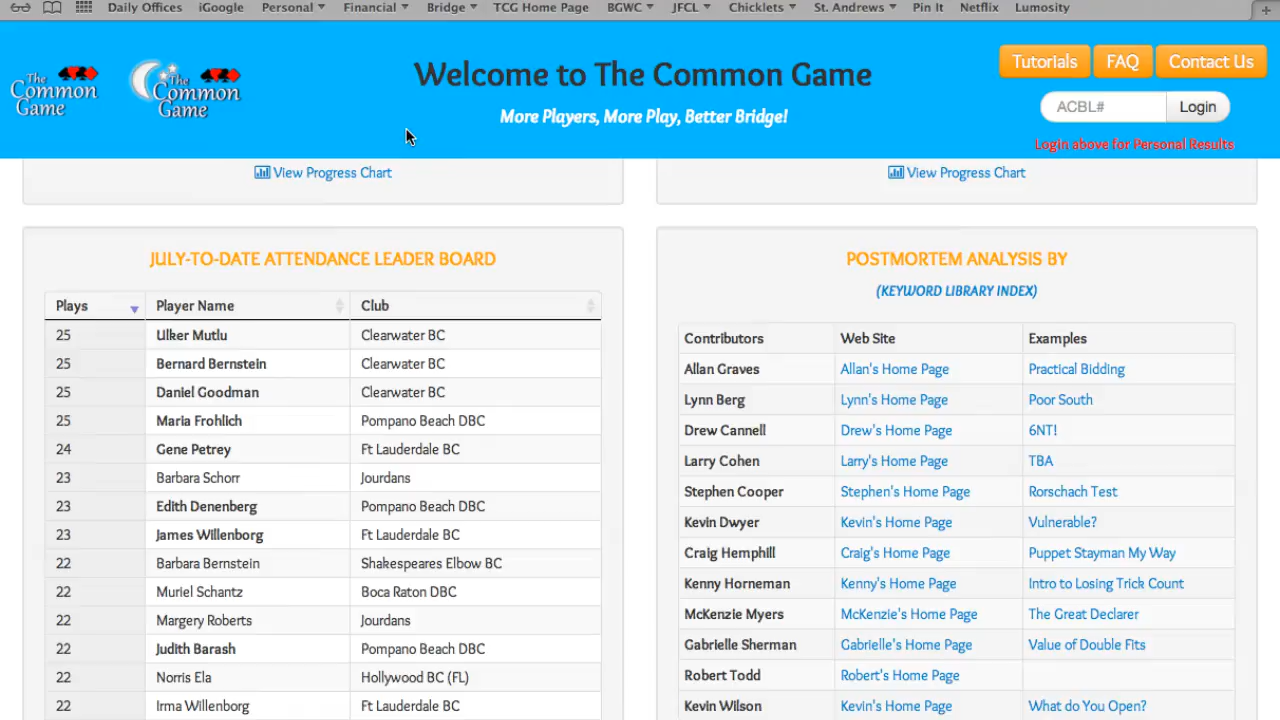 Daily Offices iGoogle Personal Financial Bridge TCG Home Page BGWC JFCL Chicklets St. Andrews Pin It Netflix Lumosity
The Common Game
The Common Game
Welcome to The Common Game
More Players, More Play, Better Bridge!
Tutorials FAQ Contact Us
ACBL# Login
Login above for Personal Results
View Progress Chart
View Progress Chart
JULY-TO-DATE ATTENDANCE LEADER BOARD
Plays Player Name Club
25 Ulker Mutlu Clearwater BC
25 Bernard Bernstein Clearwater BC
25 Daniel Goodman Clearwater BC
25 Maria Frohlich Pompano Beach DBC
24 Gene Petrey Ft Lauderdale BC
23 Barbara Schorr Jourdans
23 Edith Denenberg Pompano Beach DBC
23 James Willenborg Ft Lauderdale BC
22 Barbara Bernstein Shakespeares Elbow BC
22 Muriel Schantz Boca Raton DBC
22 Margery Roberts Jourdans
22 Judith Barash Pompano Beach DBC
22 Norris Ela Hollywood BC (FL)
22 Irma Willenborg Ft Lauderdale BC
POSTMORTEM ANALYSIS BY
(KEYWORD LIBRARY INDEX)
Contributors Web Site Examples
Allan Graves Allan's Home Page Practical Bidding
Lynn Berg Lynn's Home Page Poor South
Drew Cannell Drew's Home Page 6NT!
Larry Cohen Larry's Home Page TBA
Stephen Cooper Stephen's Home Page Rorschach Test
Kevin Dwyer Kevin's Home Page Vulnerable?
Craig Hemphill Craig's Home Page Puppet Stayman My Way
Kenny Horneman Kenny's Home Page Intro to Losing Trick Count
McKenzie Myers McKenzie's Home Page The Great Declarer
Gabrielle Sherman Gabrielle's Home Page Value of Double Fits
Robert Todd Robert's Home Page
Kevin Wilson Kevin's Home Page What do You Open?